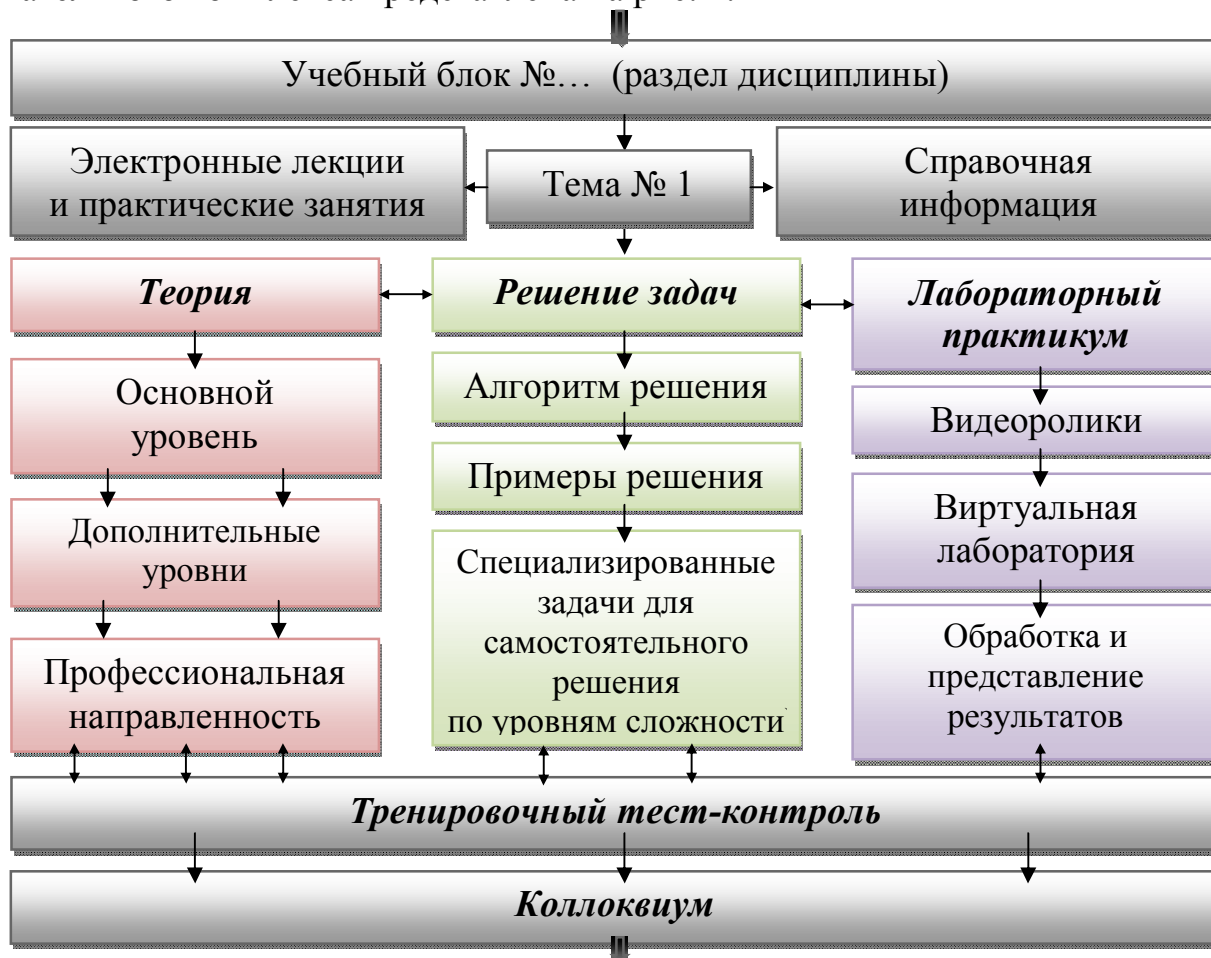 Учебный блок №… (раздел дисциплины)
Электронные лекции
и практические занятия
Тема № 1
Справочная
информация
Теория
Решение задач
Лабораторный
практикум
Основной
уровень
Дополнительные
уровни
Профессиональная
направленность
Алгоритм решения
Примеры решения
Специализированные
задачи для
самостоятельного
решения
по уровням сложности
Видеоролики
Виртуальная
лаборатория
Обработка и
представление
результатов
Тренировочный тест-контроль
Коллоквиум